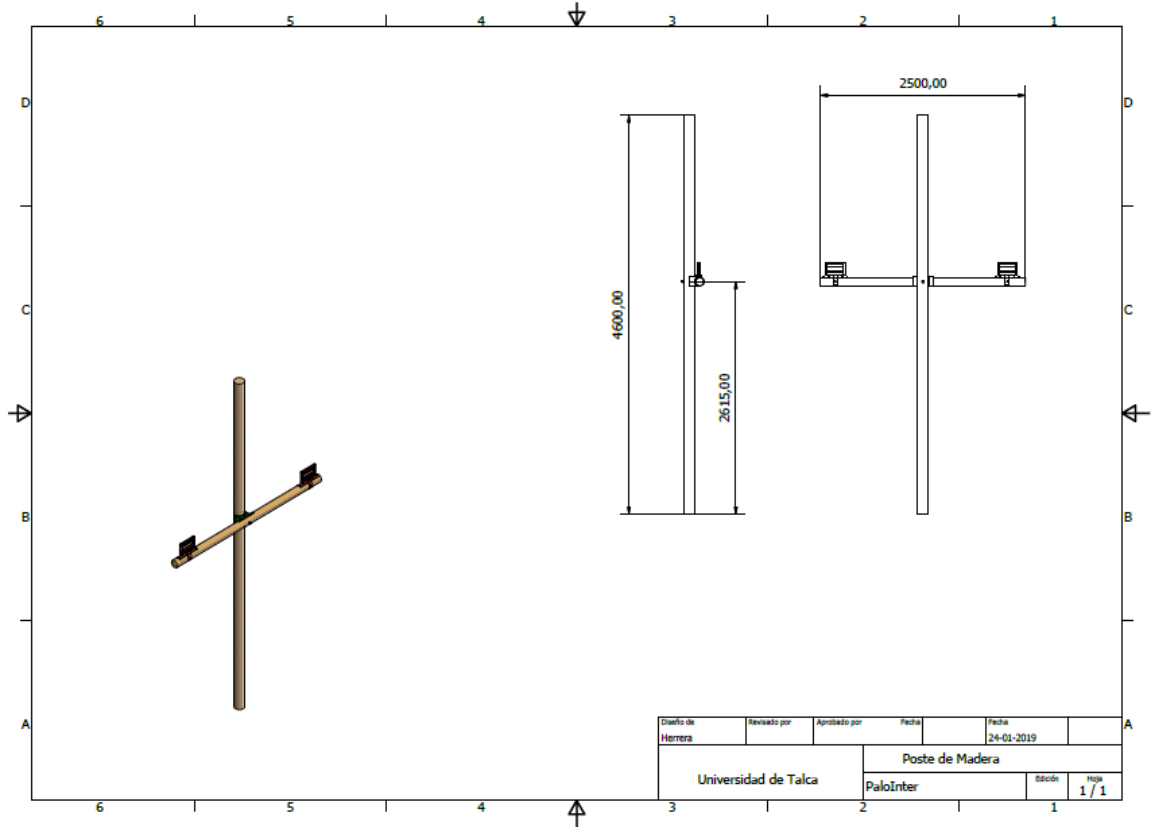 6 5 4 3 2 1
D D
2500,00
4600,00
2615,00
C C
B B
A A
Diseño de Revisado por Aprobado por Fecha Fecha
Herrera 24-01-2019
Universidad de Talca
Poste de Madera
PaloInter
Edición Hoja
1 / 1
6 5 4 3 2 1